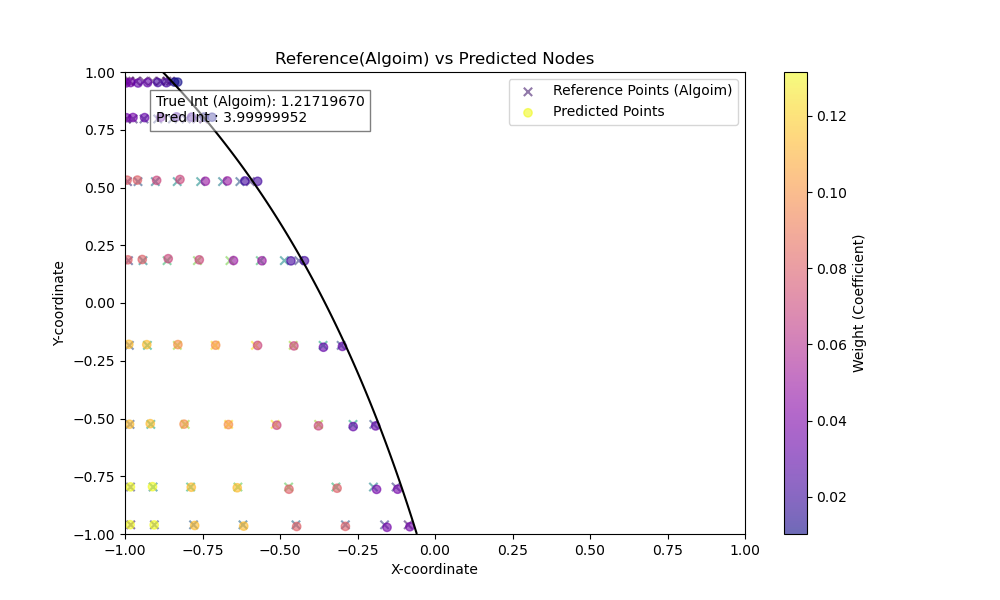 Reference(Algoim) vs Predicted Nodes
True Int (Algoim): 1.21719670
Pred Int : 3.99999952
Reference Points (Algoim)
Predicted Points
1.00
0.75
0.50
0.25
0.00
−0.25
−0.50
−0.75
−1.00
Y-coordinate
−1.00 −0.75 −0.50 −0.25 0.00 0.25 0.50 0.75 1.00
X-coordinate
0.12
0.10
0.08
0.06
0.04
0.02
Weight (Coefficient)